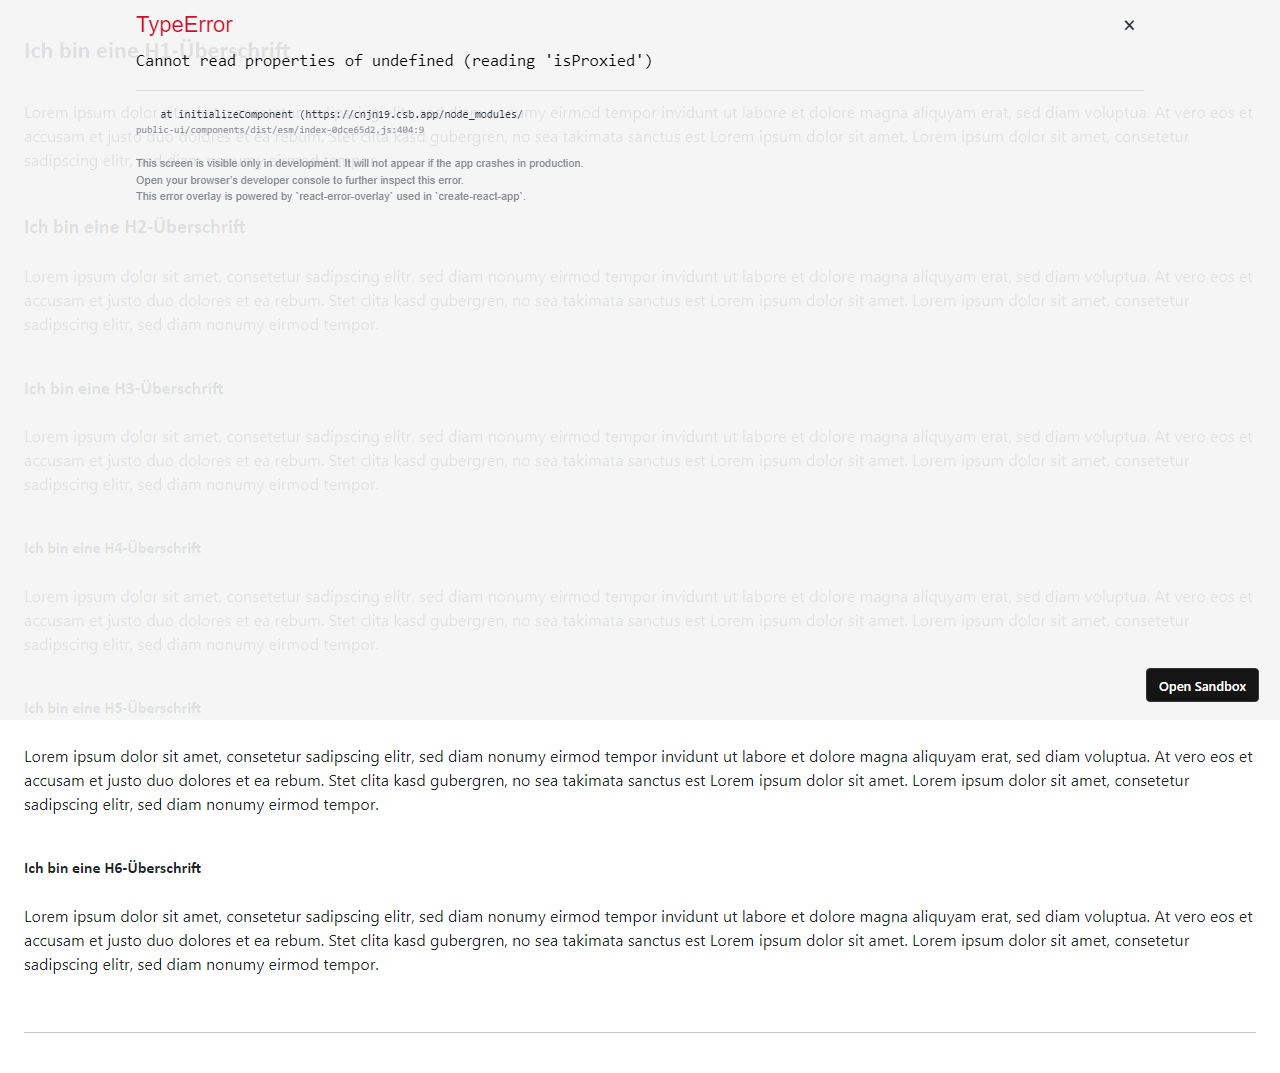 TypeError
×
Ich bin eine H1-Überschrift
Cannot read properties of undefined (reading 'isProxied')
Lorem ipsum dolor sit amet, consetetur sadipscing elitr, sed diam nonumy eirmod tempor invidunt ut labore et dolore magna aliquyam erat, sed diam voluptua. At vero eos et
at initializeComponent (https://cnjn19.csb.app/node_modules/
public-ui/components/dist/esm/index-0dce65d2.js:404:9
accusam et justo duo dolores et ea rebum. Stet clita kasd gubergren, no sea takimata sanctus est Lorem ipsum dolor sit amet. Lorem ipsum dolor sit amet, consetetur
sadipscing elitr, sed diam nonumy eirmod tempor.
This screen is visible only in development. It will not appear if the app crashes in production.
Open your browser's developer console to further inspect this error.
This error overlay is powered by `react-error-overlay` used in `create-react-app`.
Ich bin eine H2-Überschrift
Lorem ipsum dolor sit amet, consetetur sadipscing elitr, sed diam nonumy eirmod tempor invidunt ut labore et dolore magna aliquyam erat, sed diam voluptua. At vero eos et
accusam et justo duo dolores et ea rebum. Stet clita kasd gubergren, no sea takimata sanctus est Lorem ipsum dolor sit amet. Lorem ipsum dolor sit amet, consetetur
sadipscing elitr, sed diam nonumy eirmod tempor.
Ich bin eine H3-Überschrift
Lorem ipsum dolor sit amet, consetetur sadipscing elitr, sed diam nonumy eirmod tempor invidunt ut labore et dolore magna aliquyam erat, sed diam voluptua. At vero eos et
accusam et justo duo dolores et ea rebum. Stet clita kasd gubergren, no sea takimata sanctus est Lorem ipsum dolor sit amet. Lorem ipsum dolor sit amet, consetetur
sadipscing elitr, sed diam nonumy eirmod tempor.
Ich bin eine H4-Überschrift
Lorem ipsum dolor sit amet, consetetur sadipscing elitr, sed diam nonumy eirmod tempor invidunt ut labore et dolore magna aliquyam erat, sed diam voluptua. At vero eos et
accusam et justo duo dolores et ea rebum. Stet clita kasd gubergren, no sea takimata sanctus est Lorem ipsum dolor sit amet. Lorem ipsum dolor sit amet, consetetur
sadipscing elitr, sed diam nonumy eirmod tempor.
Open Sandbox
Ich bin eine H5-Überschrift
Lorem ipsum dolor sit amet, consetetur sadipscing elitr, sed diam nonumy eirmod tempor invidunt ut labore et dolore magna aliquyam erat, sed diam voluptua. At vero eos et
accusam et justo duo dolores et ea rebum. Stet clita kasd gubergren, no sea takimata sanctus est Lorem ipsum dolor sit amet. Lorem ipsum dolor sit amet, consetetur
sadipscing elitr, sed diam nonumy eirmod tempor.
Ich bin eine H6-Überschrift
Lorem ipsum dolor sit amet, consetetur sadipscing elitr, sed diam nonumy eirmod tempor invidunt ut labore et dolore magna aliquyam erat, sed diam voluptua. At vero eos et
accusam et justo duo dolores et ea rebum. Stet clita kasd gubergren, no sea takimata sanctus est Lorem ipsum dolor sit amet. Lorem ipsum dolor sit amet, consetetur
sadipscing elitr, sed diam nonumy eirmod tempor.